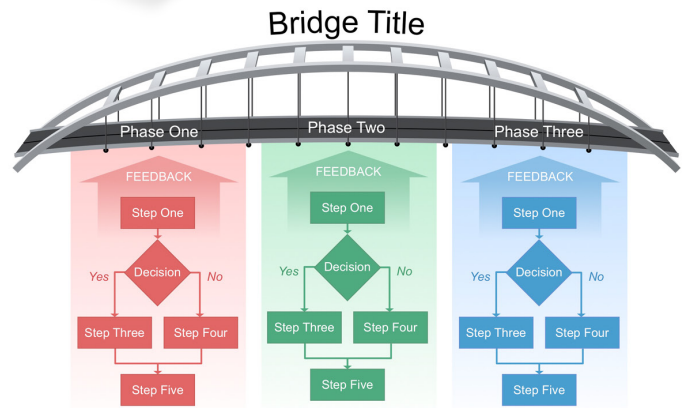 Bridge Title
Phase One
Phase Two
Phase Three
FEEDBACK
Step One
Decision
Yes
No
Step Three
Step Four
Step Five
FEEDBACK
Step One
Decision
Yes
No
Step Three
Step Four
Step Five
FEEDBACK
Step One
Decision
Yes
No
Step Three
Step Four
Step Five